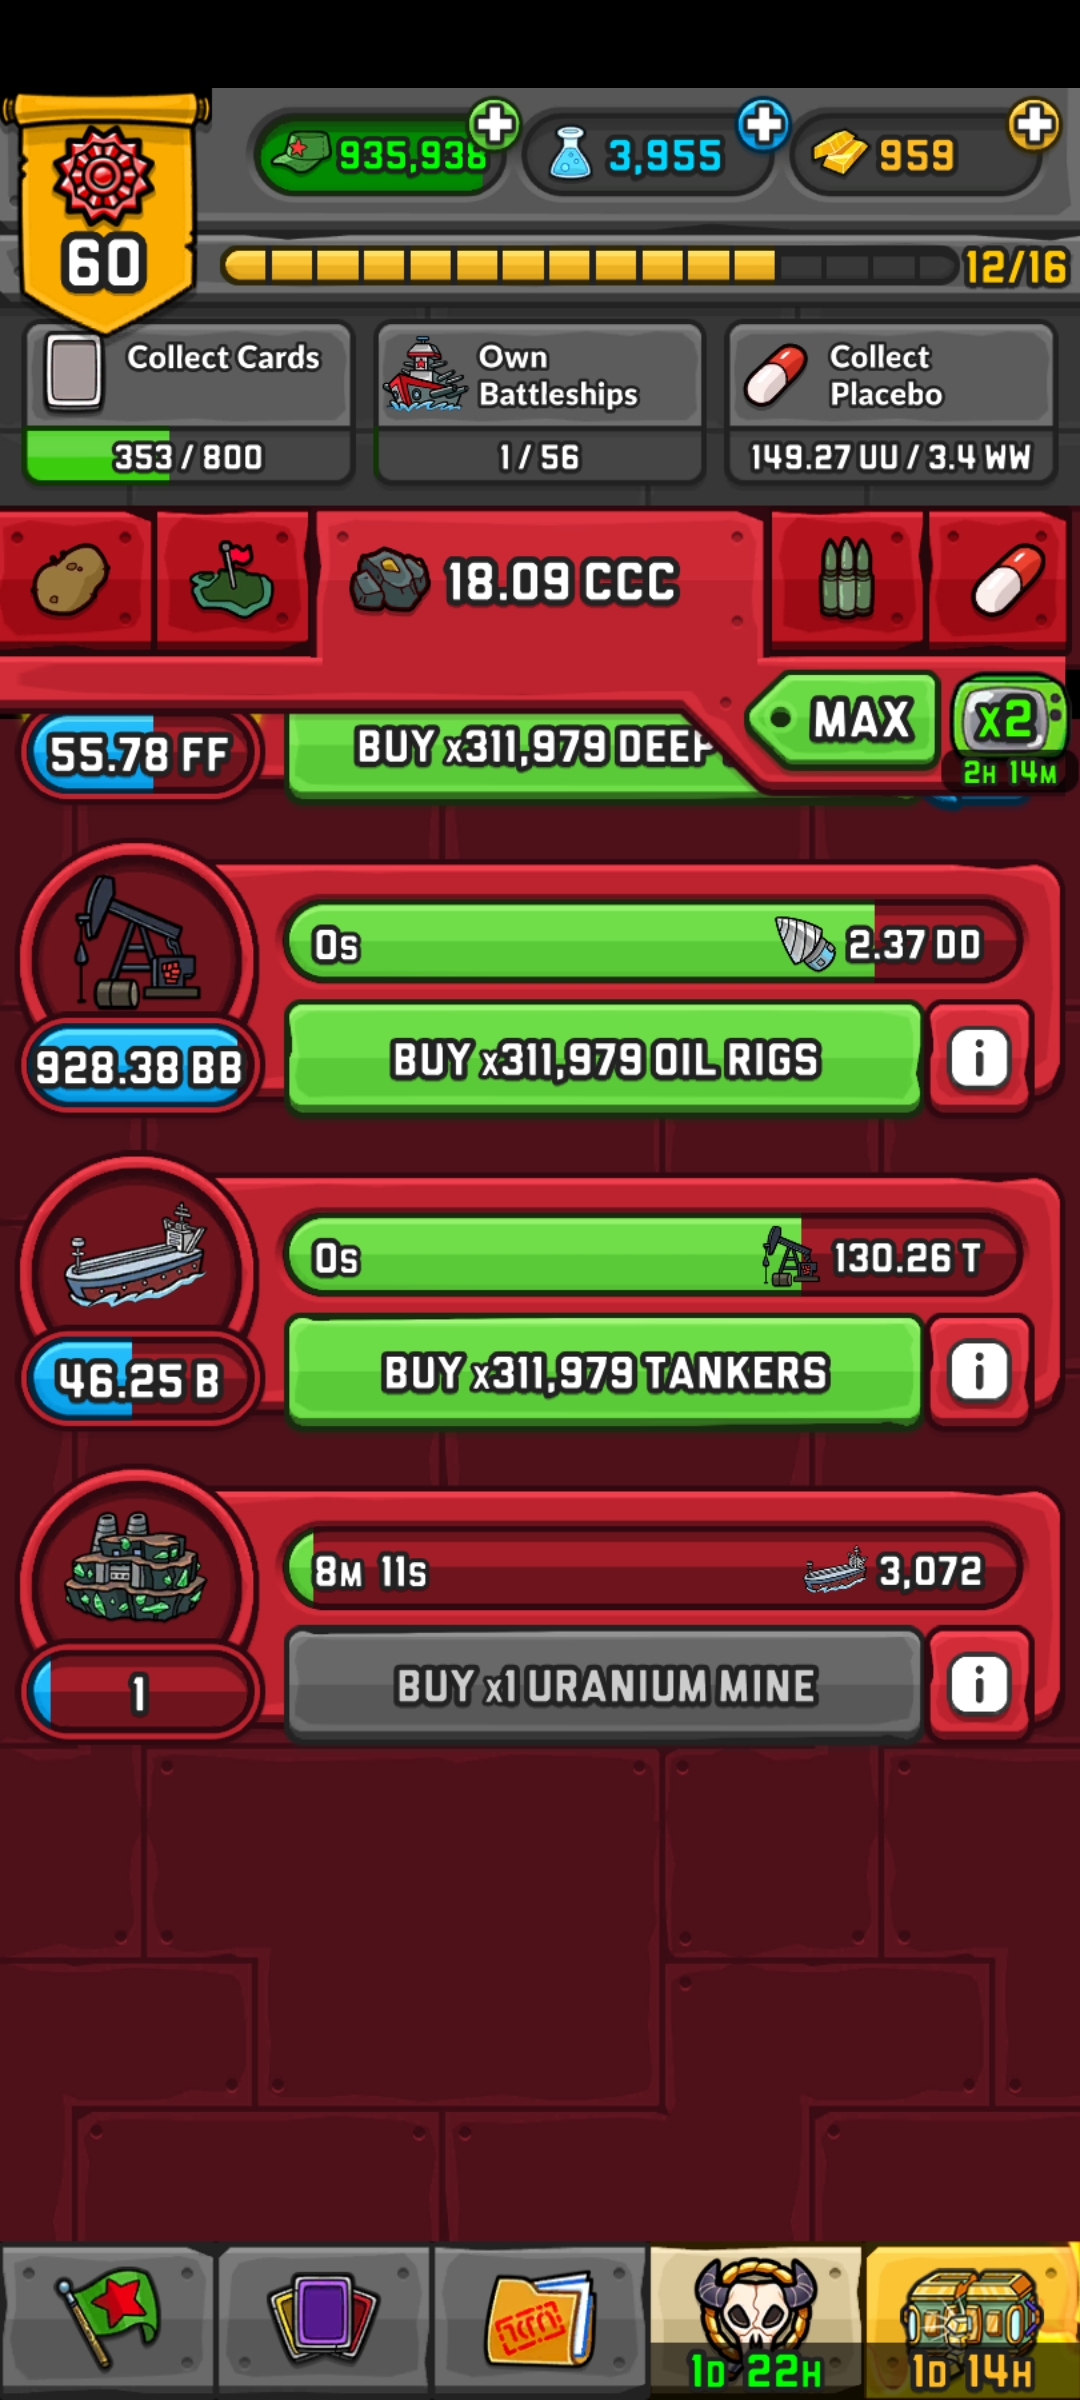 935,938
3,955
959
60
12/16
Collect Cards
353 / 800
Own
Battleships
1 / 56
Collect
Placebo
149.27 UU / 3.4 WW
18.09 CCC
MAX
x2
2H 14M
55.78 FF
BUY x311,979 DEEP
0s
2.37 DD
928.38 BB
BUY x311,979 OIL RIGS
i
0s
130.26 T
46.25 B
BUY x311,979 TANKERS
i
8M 11s
3,072
1
BUY x1 URANIUM MINE
i
1D 22H
1D 14H